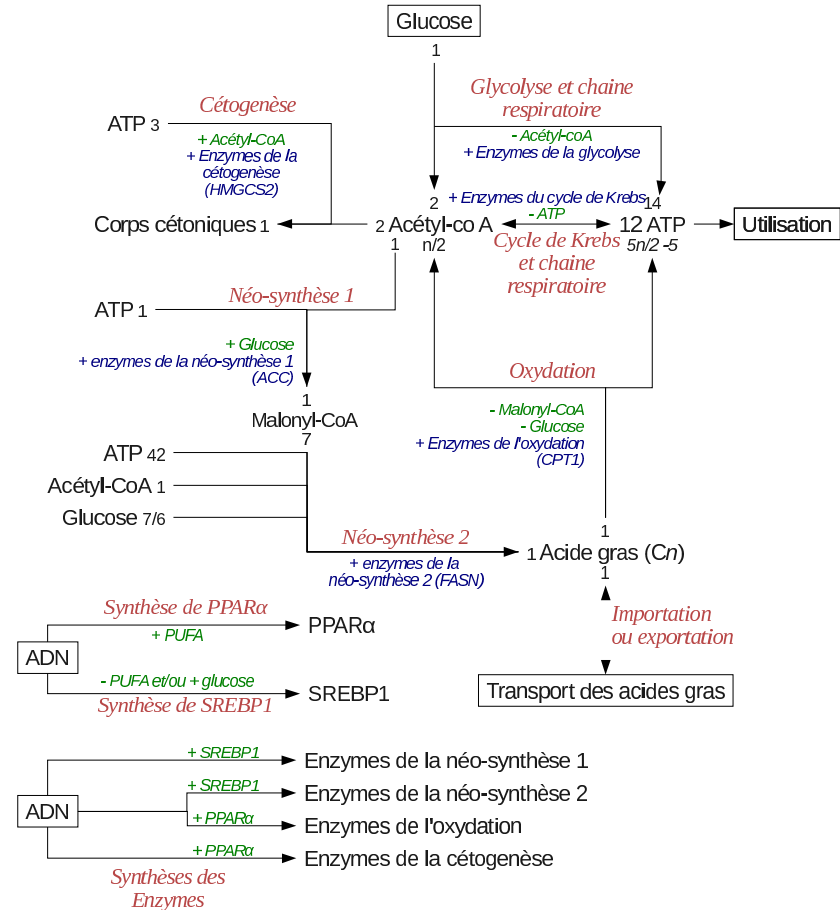 Glucose
1
Glycolyse et chaine
respiratoire
- Acétyl-coA
+ Enzymes de la glycolyse
Cétogenèse
ATP 3
+ Acétyl-CoA
+ Enzymes de la
cétogenèse
(HMGCS2)
Corps cétoniques 1
2
2 Acétyl-co A
1 n/2
+ Enzymes du cycle de Krebs
- ATP
Cycle de Krebs
et chaine
respiratoire
14
12 ATP
5n/2 -5
Utilisation
Néo-synthèse 1
ATP 1
+ Glucose
+ enzymes de la néo-synthèse 1
(ACC)
Oxydation
- Malonyl-CoA
- Glucose
+ Enzymes de l'oxydation
(CPT1)
1
Malonyl-CoA
7
ATP 42
Acétyl-CoA 1
Glucose 7/6
Néo-synthèse 2
+ enzymes de la
néo-synthèse 2 (FASN)
1
1 Acide gras (Cn)
1
Importation
ou exportation
Transport des acides gras
Synthèse de PPARα
+ PUFA
PPARα
ADN
- PUFA et/ou + glucose
Synthèse de SREBP1
SREBP1
+ SREBP1
Enzymes de la néo-synthèse 1
+ SREBP1
Enzymes de la néo-synthèse 2
ADN
+ PPARα
Enzymes de l'oxydation
+ PPARα
Enzymes de la cétogenèse
Synthèses des
Enzymes